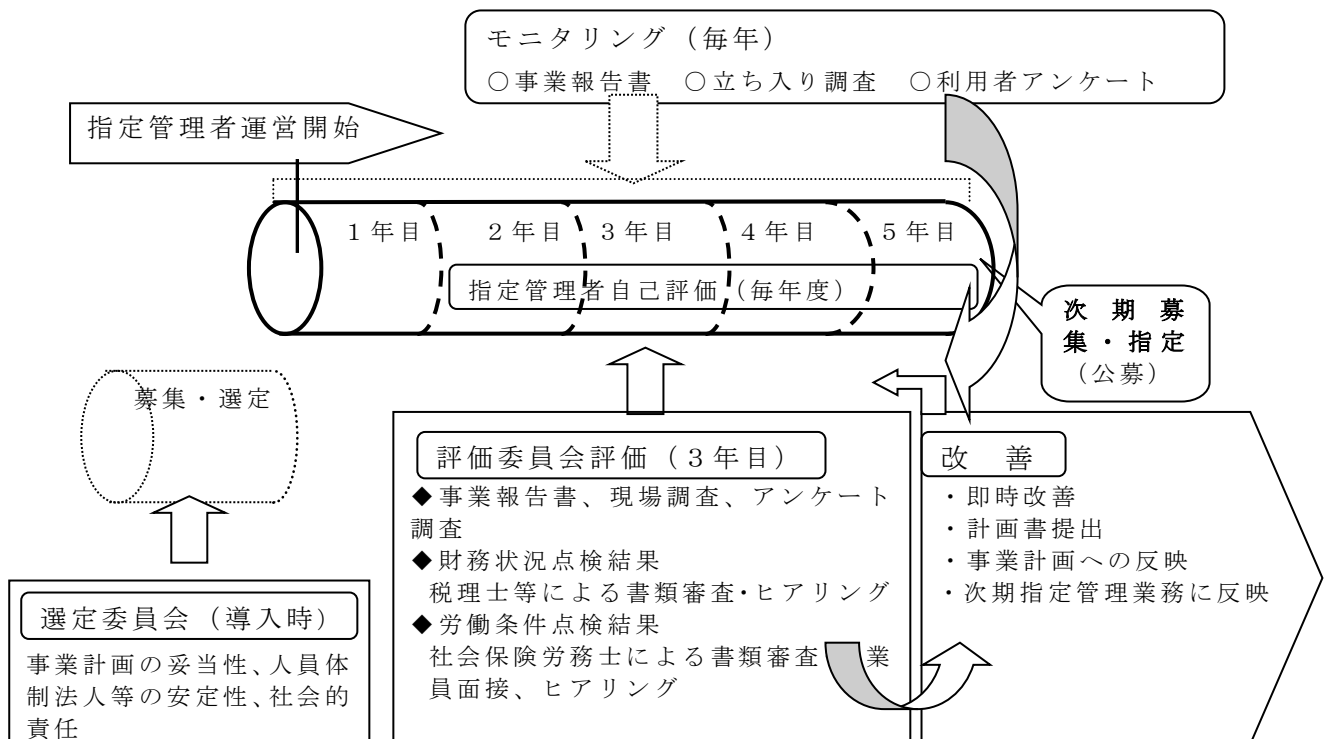 モニタリング（毎年）
○事業報告書　○立ち入り調査　○利用者アンケート
指定管理者運営開始
１年目　２年目　３年目　４年目　５年目
指定管理者自己評価（毎年度）
次期募
集・指定
（公募）
募集・選定
選定委員会（導入時）
事業計画の妥当性、人員体
制法人等の安定性、社会的
責任
評価委員会評価（３年目）
◆事業報告書、現場調査、アンケート
調査
◆財務状況点検結果
税理士等による書類審査・ヒアリング
◆労働条件点検結果
社会保険労務士による書類審査　業
員面接、ヒアリング
改　善
・即時改善
・計画書提出
・事業計画への反映
・次期指定管理業務に反映